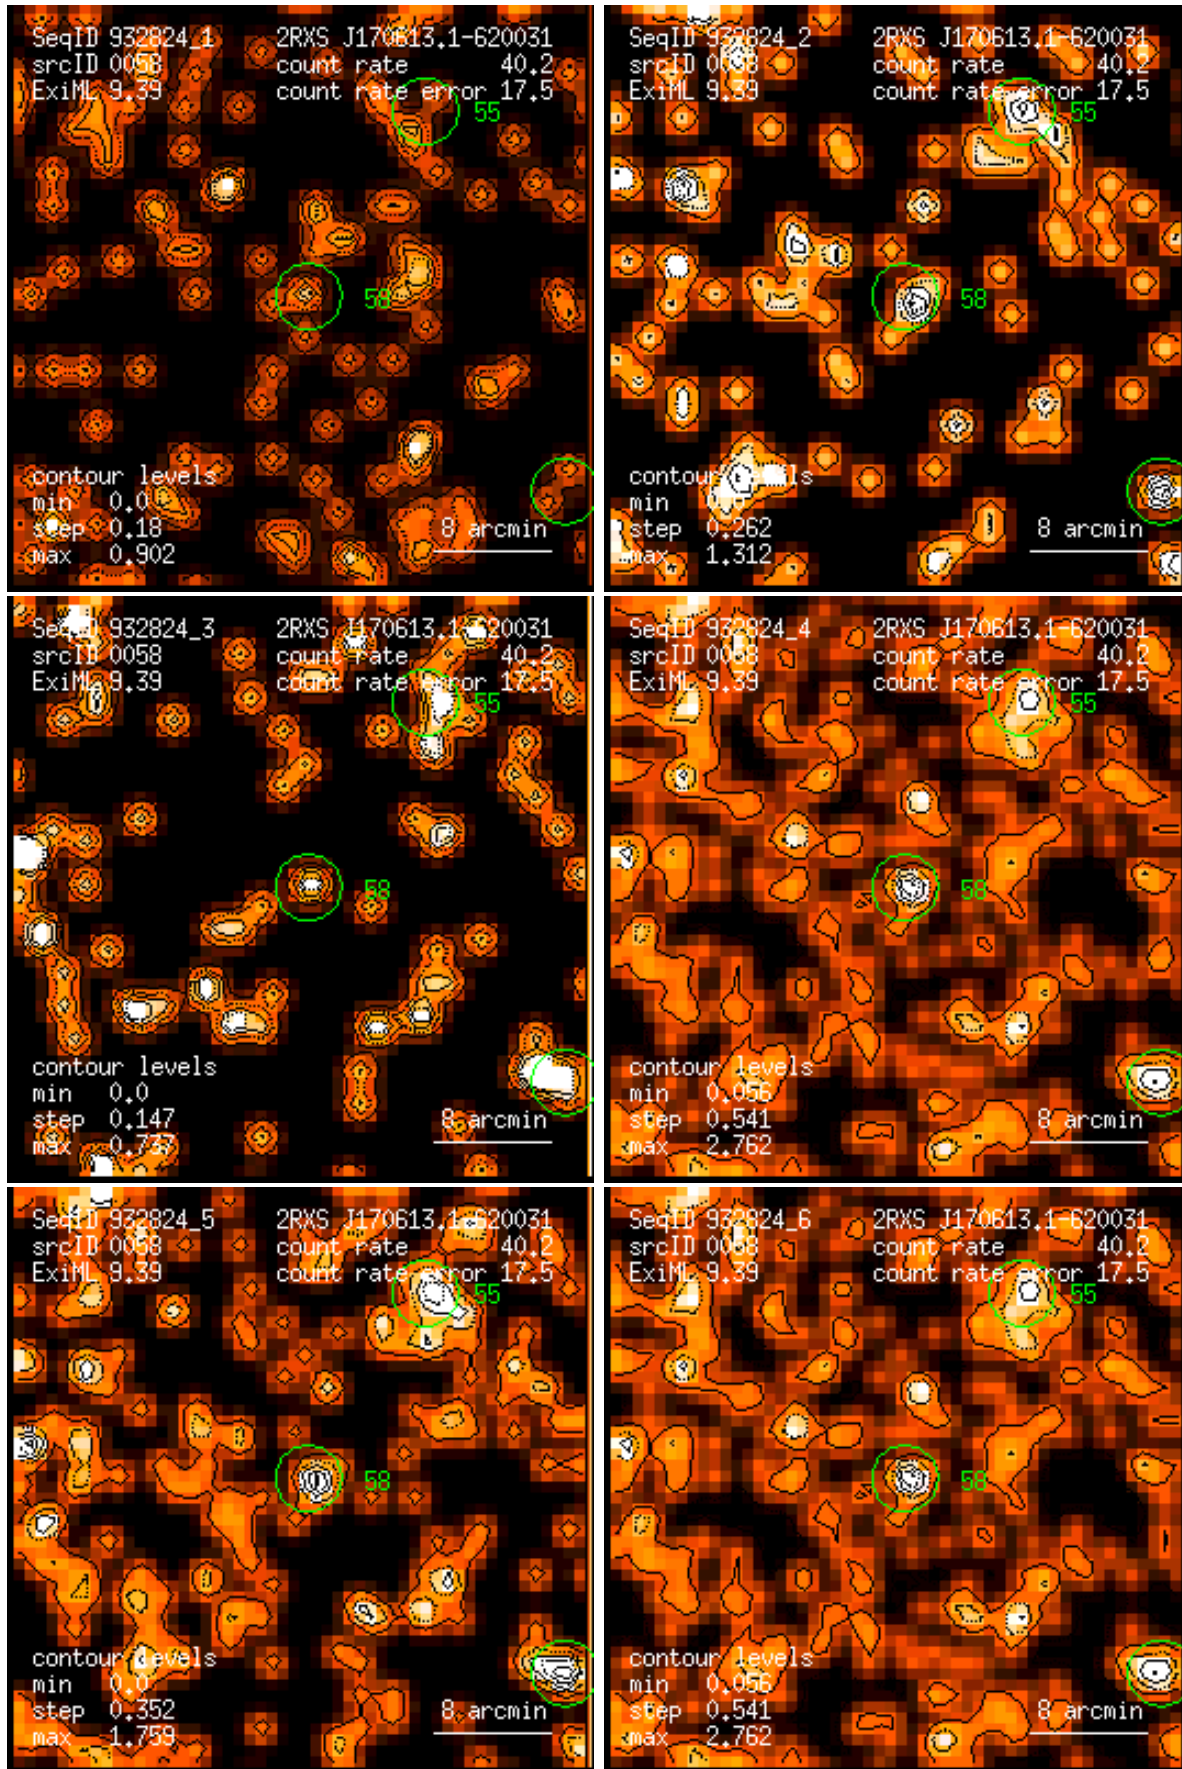 SeqID 932824_1 2RXS J170613.1-620031
srcID 0058 count rate 40.2
ExiML 9.39 count rate error 17.5
55
58
contour levels
min 0.0
step 0.18 8 arcmin
max 0.902
SeqID 932824_2 2RXS J170613.1-620031
srcID 0058 count rate 40.2
ExiML 9.39 count rate error 17.5
55
58
contour levels
min 0.0
step 0.262 8 arcmin
max 1.312
SeqID 932824_3 2RXS J170613.1-620031
srcID 0058 count rate 40.2
ExiML 9.39 count rate error 17.5
55
58
contour levels
min 0.0
step 0.147 8 arcmin
max 0.737
SeqID 932824_4 2RXS J170613.1-620031
srcID 0058 count rate 40.2
ExiML 9.39 count rate error 17.5
55
58
contour levels
min 0.056
step 0.541 8 arcmin
max 2.762
SeqID 932824_5 2RXS J170613.1-620031
srcID 0058 count rate 40.2
ExiML 9.39 count rate error 17.5
55
58
contour levels
min 0.0
step 0.352 8 arcmin
max 1.759
SeqID 932824_6 2RXS J170613.1-620031
srcID 0058 count rate 40.2
ExiML 9.39 count rate error 17.5
55
58
contour levels
min 0.056
step 0.541 8 arcmin
max 2.762